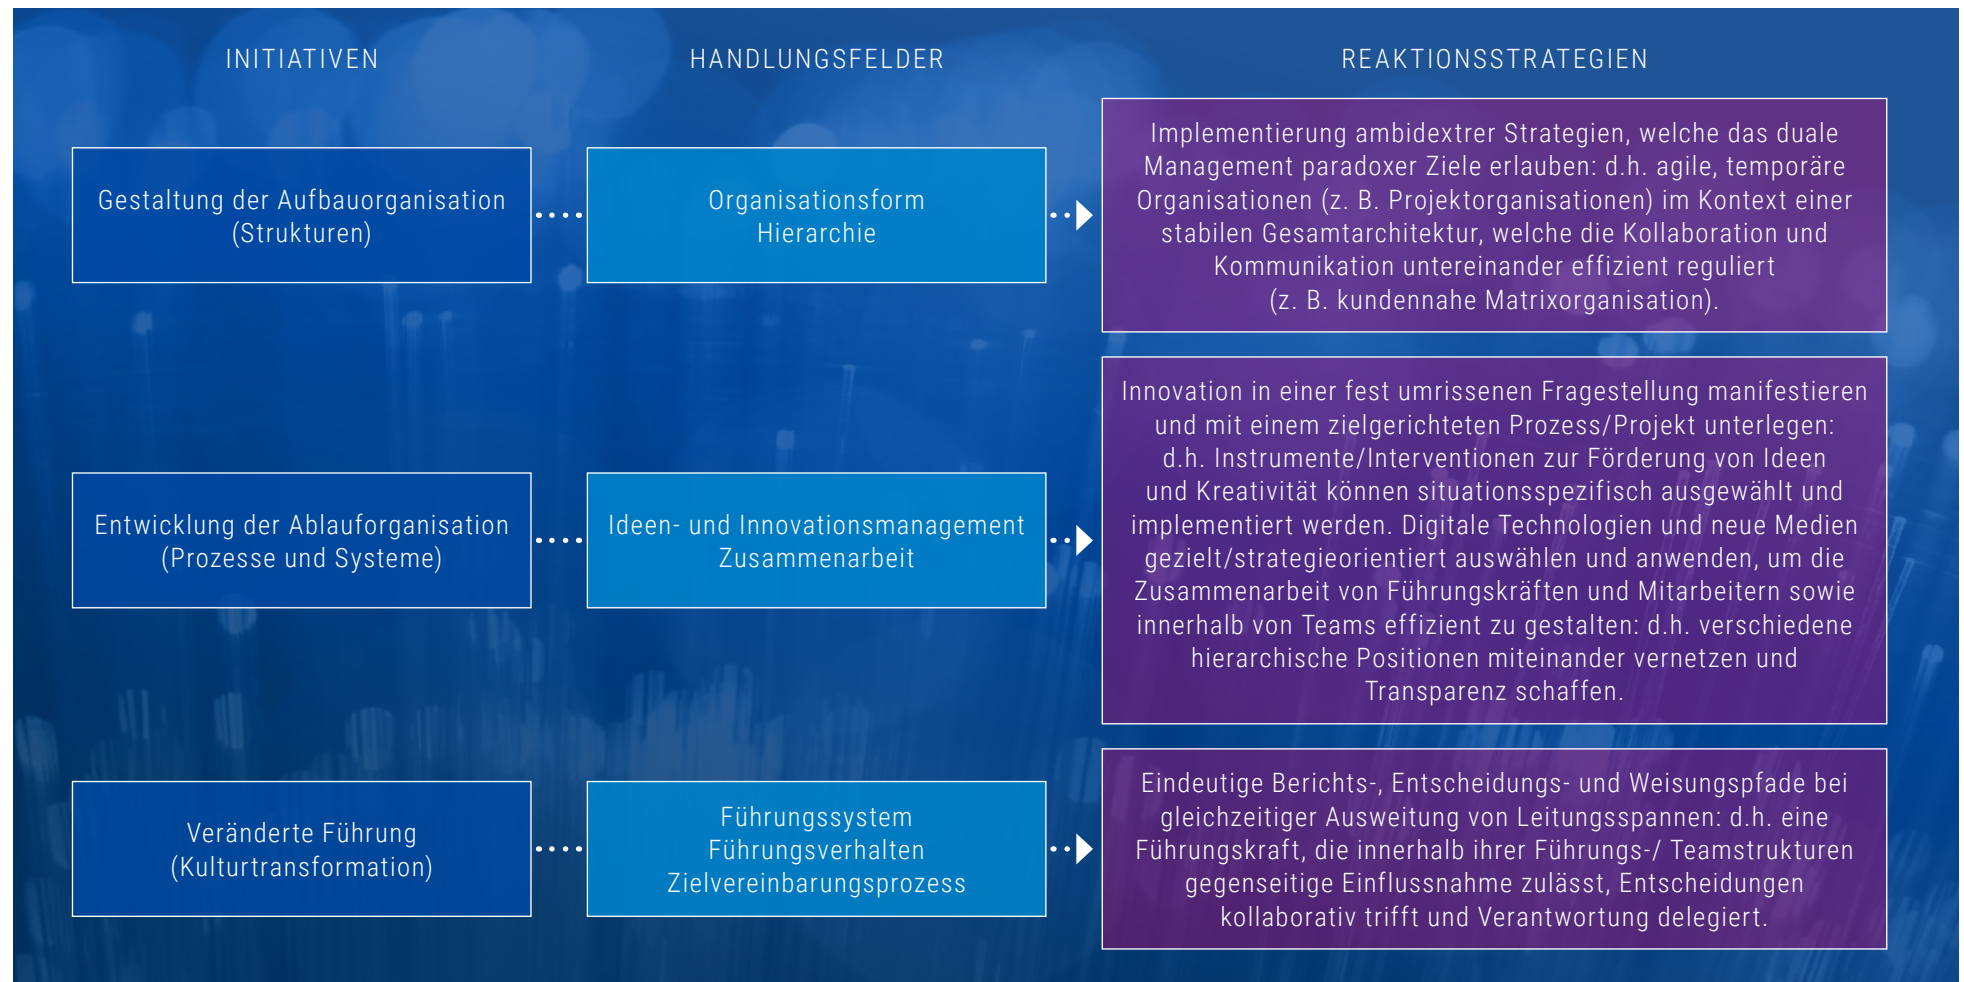 INITIATIVEN
HANDLUNGSFELDER
REAKTIONSSTRATEGIEN
Gestaltung der Aufbauorganisation
(Strukturen)
Organisationsform
Hierarchie
Implementierung ambidextrer Strategien, welche das duale
Management paradoxer Ziele erlauben: d.h. agile, temporäre
Organisationen (z. B. Projektorganisationen) im Kontext einer
stabilen Gesamtarchitektur, welche die Kollaboration und
Kommunikation untereinander effizient reguliert
(z. B. kundennahe Matrixorganisation).
Entwicklung der Ablauforganisation
(Prozesse und Systeme)
Ideen- und Innovationsmanagement
Zusammenarbeit
Innovation in einer fest umrissenen Fragestellung manifestieren
und mit einem zielgerichteten Prozess/Projekt unterlegen:
d.h. Instrumente/Interventionen zur Förderung von Ideen
und Kreativität können situationsspezifisch ausgewählt und
implementiert werden. Digitale Technologien und neue Medien
gezielt/strategieorientiert auswählen und anwenden, um die
Zusammenarbeit von Führungskräften und Mitarbeitern sowie
innerhalb von Teams effizient zu gestalten: d.h. verschiedene
hierarchische Positionen miteinander vernetzen und
Transparenz schaffen.
Veränderte Führung
(Kulturtransformation)
Führungssystem
Führungsverhalten
Zielvereinbarungsprozess
Eindeutige Berichts-, Entscheidungs- und Weisungspfade bei
gleichzeitiger Ausweitung von Leitungsspannen: d.h. eine
Führungskraft, die innerhalb ihrer Führungs-/ Teamstrukturen
gegenseitige Einflussnahme zulässt, Entscheidungen
kollaborativ trifft und Verantwortung delegiert.